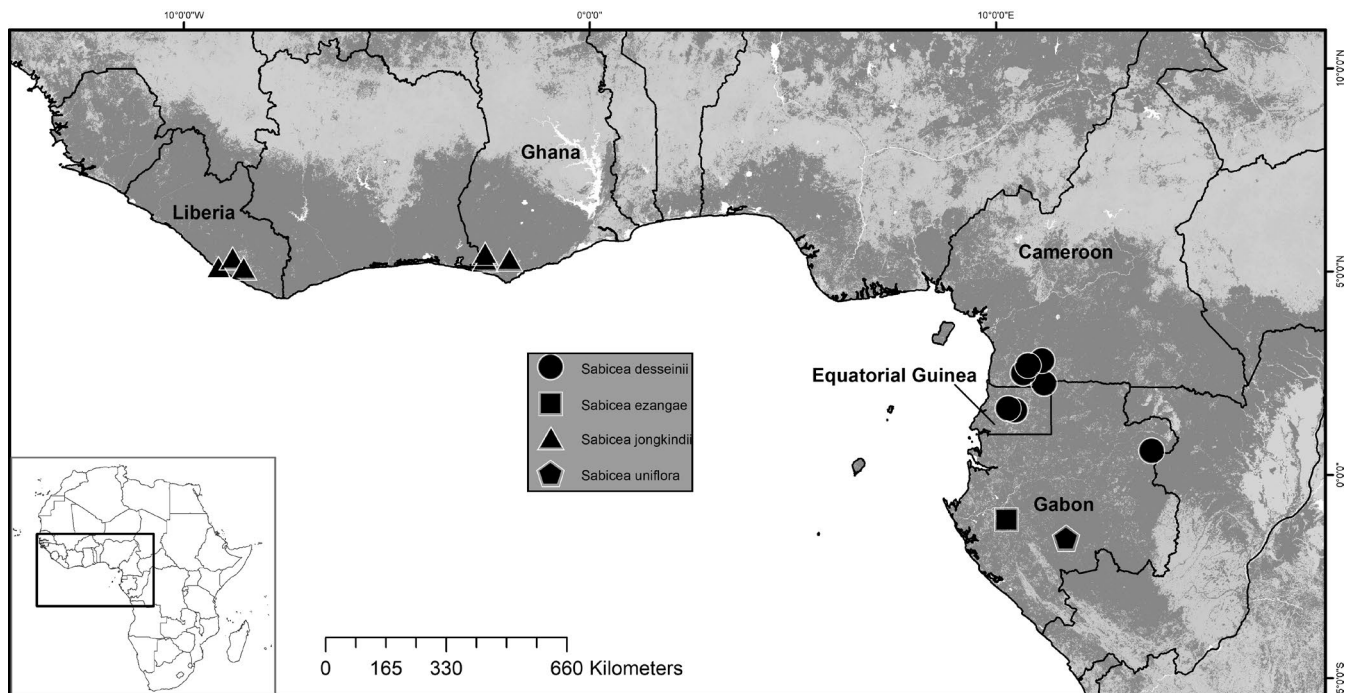 10°0'0"W
0°0'0"
10°0'0"E
10°0'0"N
Ghana
Liberia
Cameroon
5°0'0"N
Equatorial Guinea
Sabicea desseinii
Sabicea ezangae
Sabicea jongkindii
Sabicea uniflora
0°0'0"
Gabon
0 165 330 660 Kilometers
5°0'0"S